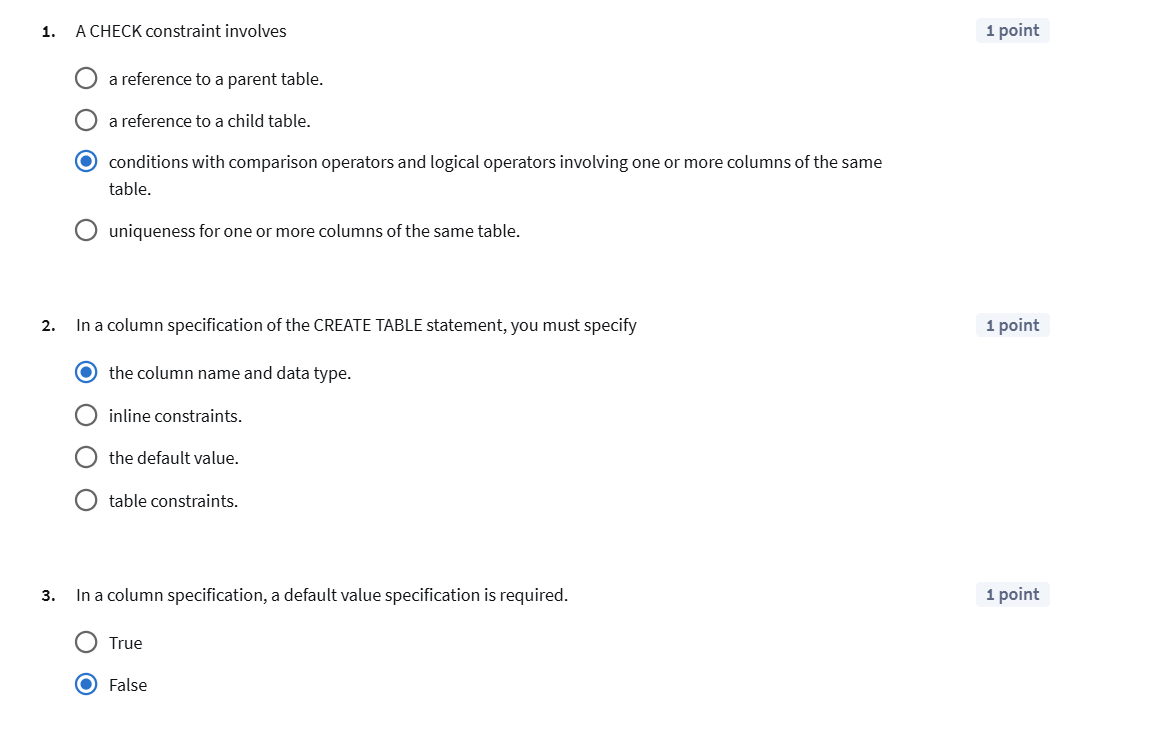 1. A CHECK constraint involves 1 point
a reference to a parent table.
a reference to a child table.
conditions with comparison operators and logical operators involving one or more columns of the same
table.
uniqueness for one or more columns of the same table.
2. In a column specification of the CREATE TABLE statement, you must specify 1 point
the column name and data type.
inline constraints.
the default value.
table constraints.
3. In a column specification, a default value specification is required. 1 point
True
False